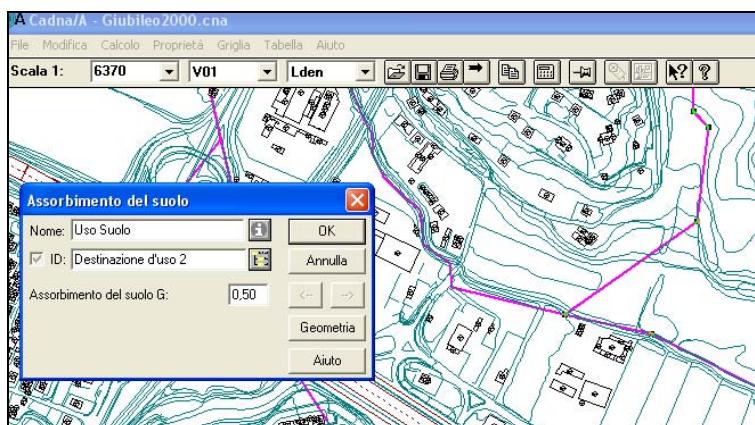 Cadna/A - Giubileo2000.cna
File Modifica Calcolo Proprietà Griglia Tabella Aiuto
Scala 1: 6370 V01 Lden
Assorbimento del suolo
Nome: Uso Suolo
OK
ID: Destinazione d'uso 2
Annulla
Assorbimento del suolo G: 0,50
<-- -->
Geometria
Aiuto